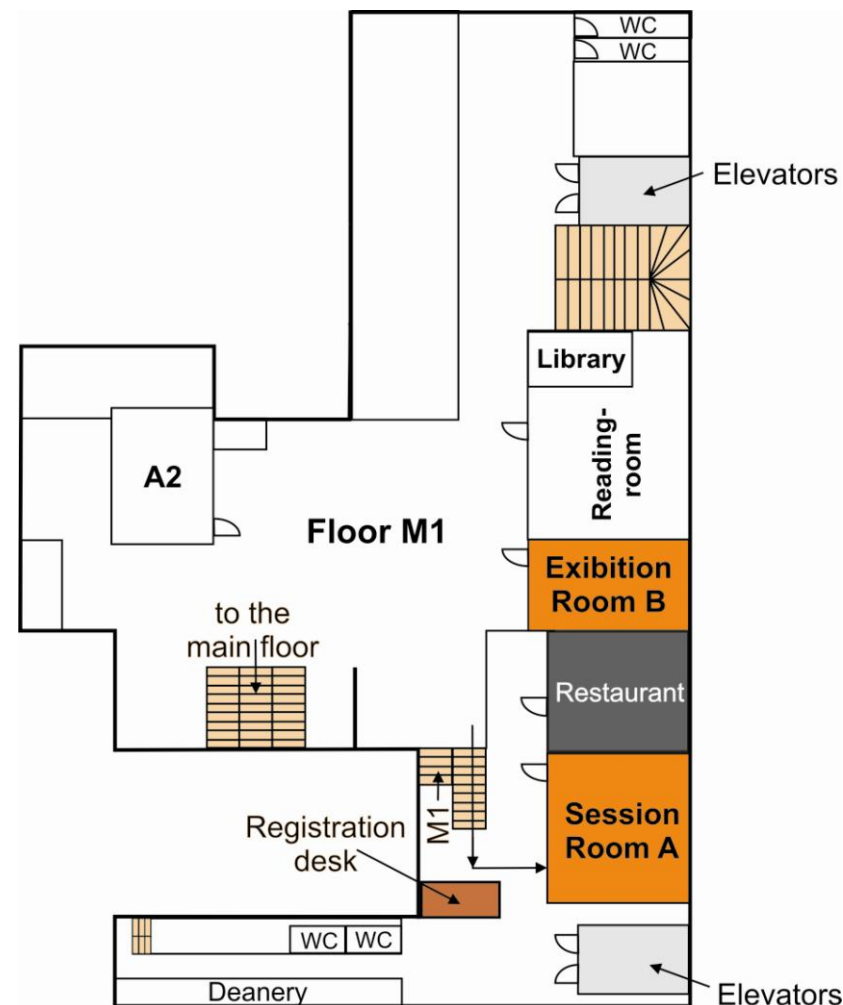 WC
WC
Elevators
Library
Reading-
room
A2
Floor M1
Exibition
Room B
to the
main floor
Restaurant
M1
Session
Room A
Registration
desk
WC
WC
Deanery
Elevators